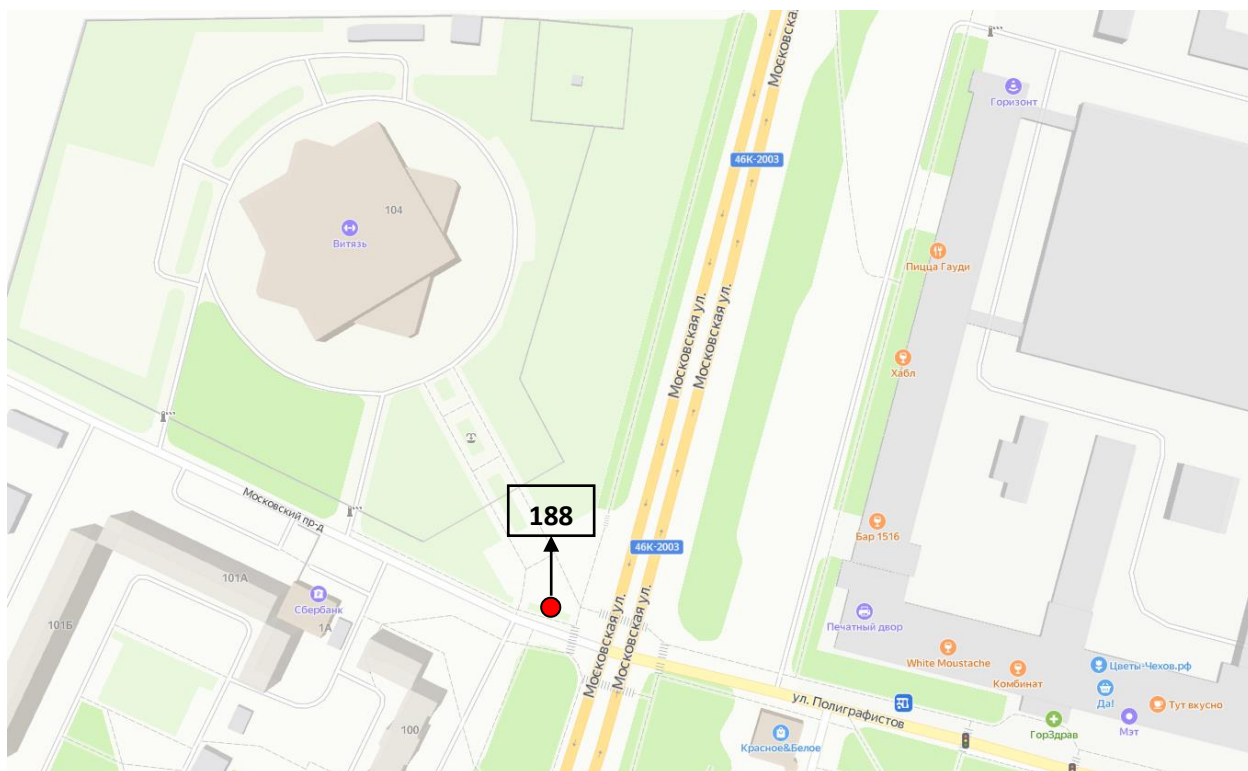 Московская
Горизонт
46К-2003
104
Витязь
Пицца Гауди
Московская ул.
Московская ул.
Хабл
Московский пр-д
188
Бар 1516
46К-2003
101А
Сбербанк
1А
101Б
Московская ул.
Московская ул.
Печатный двор
White Moustache
Комбинат
Цветы-Чехов.рф
Да!
Тут вкусно
ул. Полиграфистов
ГорЗдрав
Мэт
100
Красное&Белое